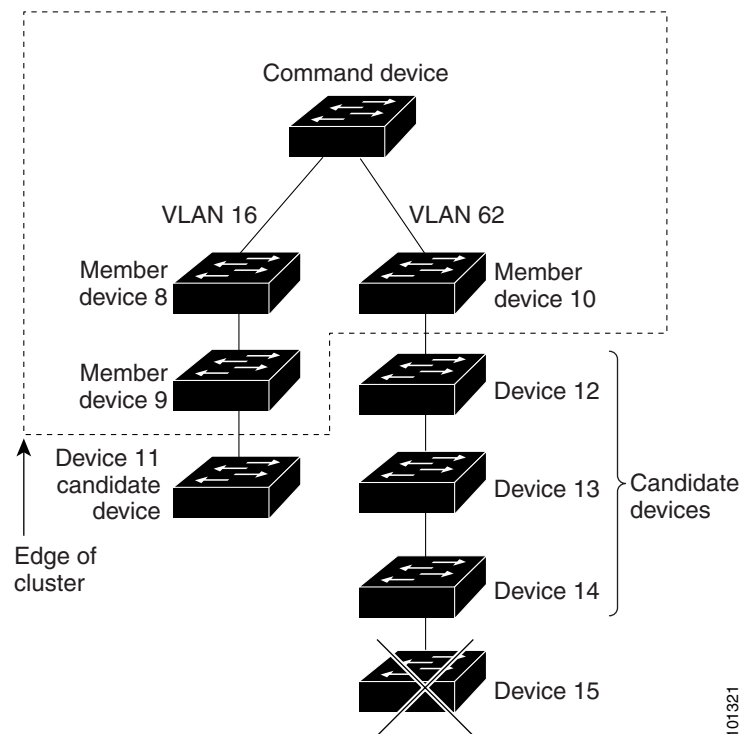 Command device
VLAN 16
VLAN 62
Member
device 8
Member
device 10
Member
device 9
Device 12
Device 11
candidate
device
Device 13
Candidate
devices
Edge of
cluster
Device 14
Device 15
101321